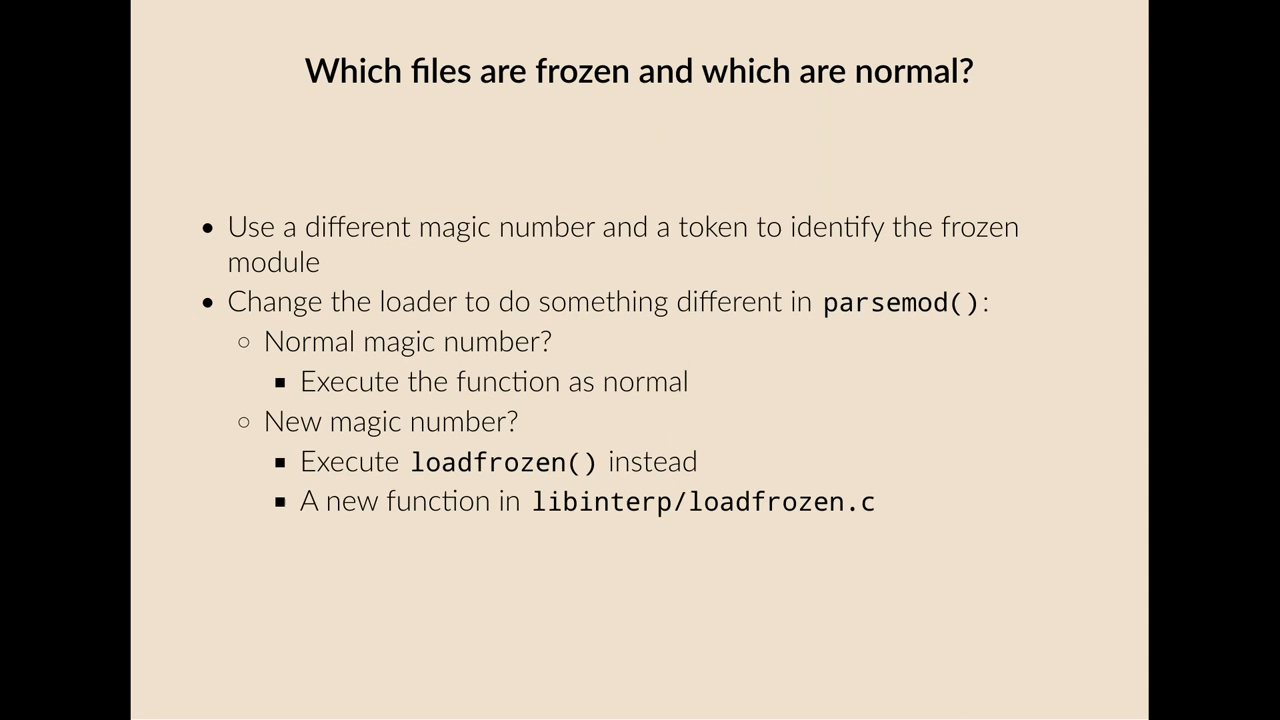 Which files are frozen and which are normal?
• Use a different magic number and a token to identify the frozen
module
• Change the loader to do something different in parsemod():
○ Normal magic number?
▪ Execute the function as normal
○ New magic number?
▪ Execute loadfrozen() instead
▪ A new function in libinterp/loadfrozen.c